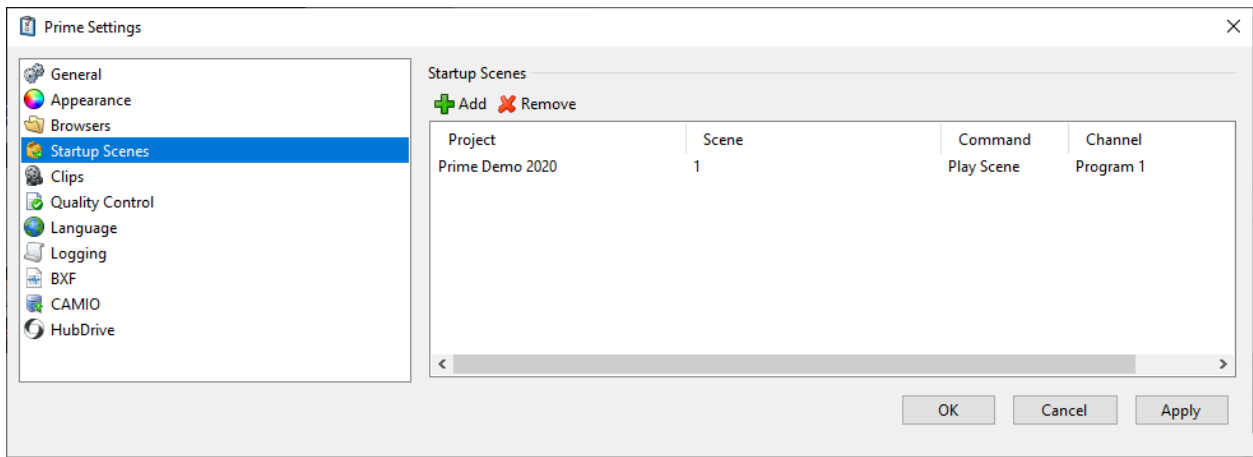 Prime Settings
General
Appearance
Browsers
Startup Scenes
Clips
Quality Control
Language
Logging
BXF
CAMIO
HubDrive
Startup Scenes
Add Remove
Project Scene Command Channel
Prime Demo 2020 1 Play Scene Program 1
OK Cancel Apply